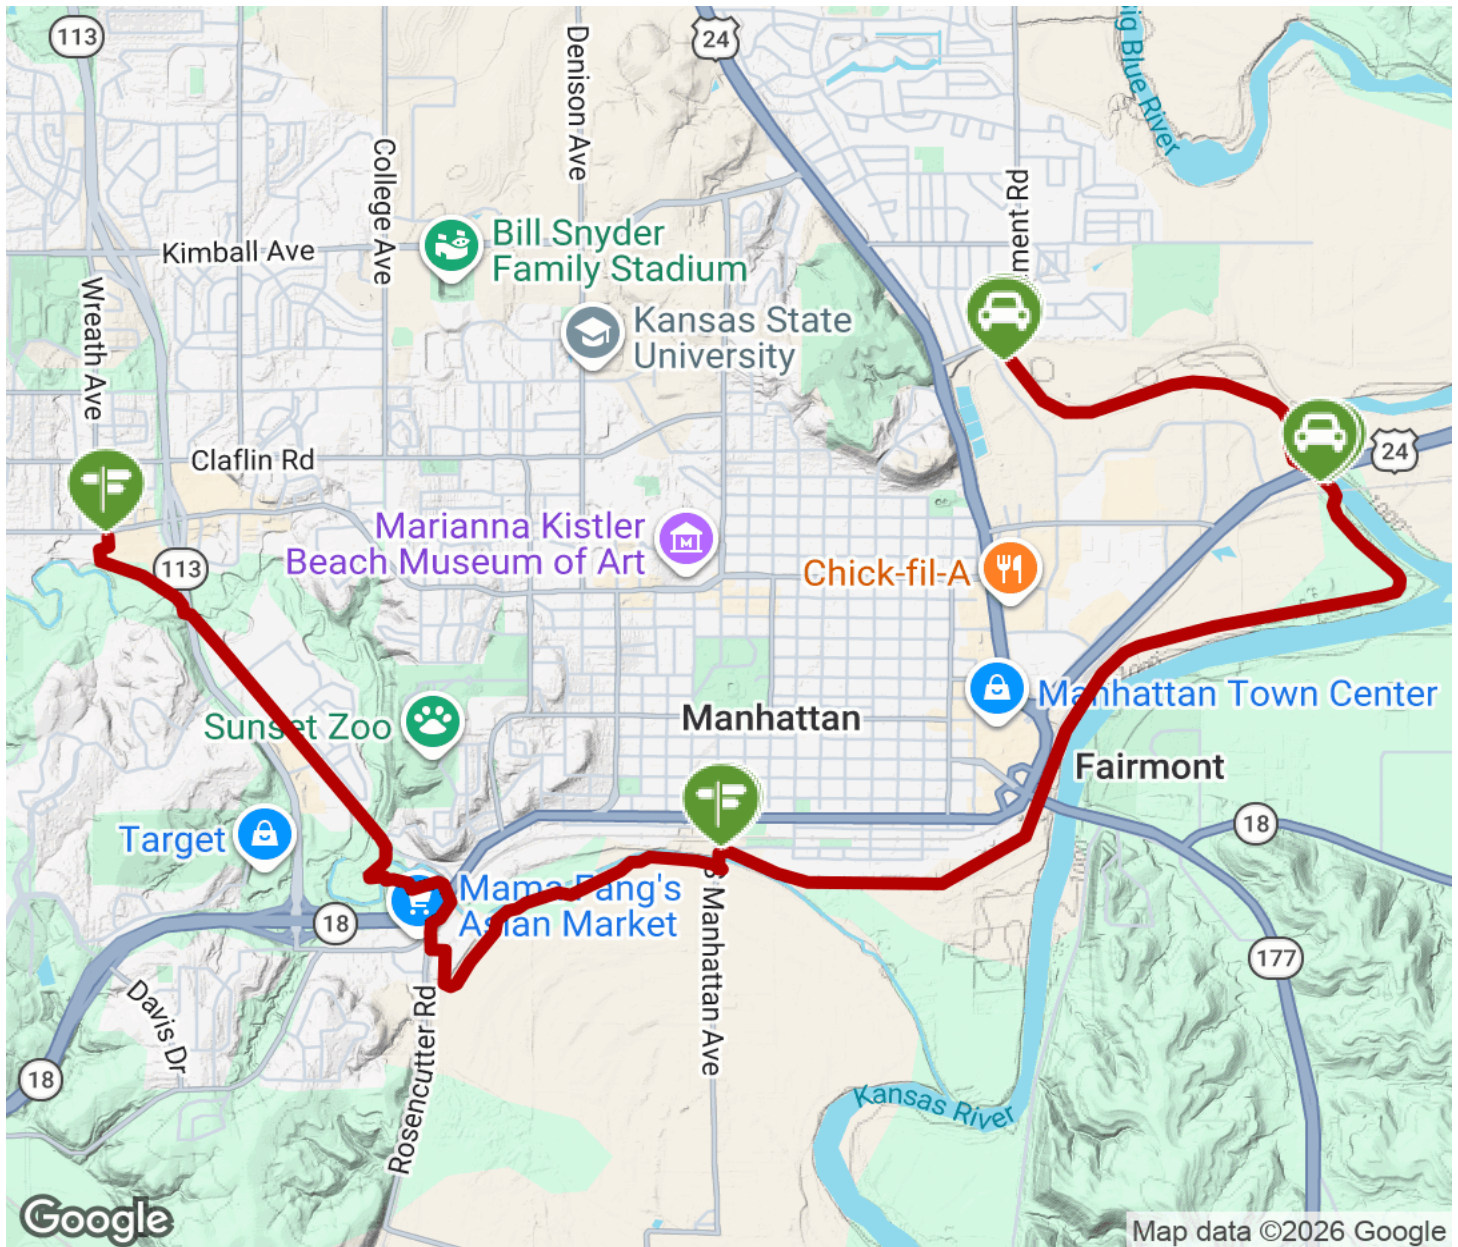 113
24
Denison Ave
College Ave
Big Blue River
Bill Snyder
Family Stadium
Kimball Ave
ment Rd
Wreath Ave
Kansas State
University
Claflin Rd
24
Marianna Kistler
Beach Museum of Art
113
Chick-fil-A
Manhattan Town Center
Sunset Zoo
Manhattan
Fairmont
Target
18
Mama Fang's
Asian Market
18
S Manhattan Ave
177
Davis Dr
Rosencutter Rd
18
Kansas River
Google
Map data ©2026 Google